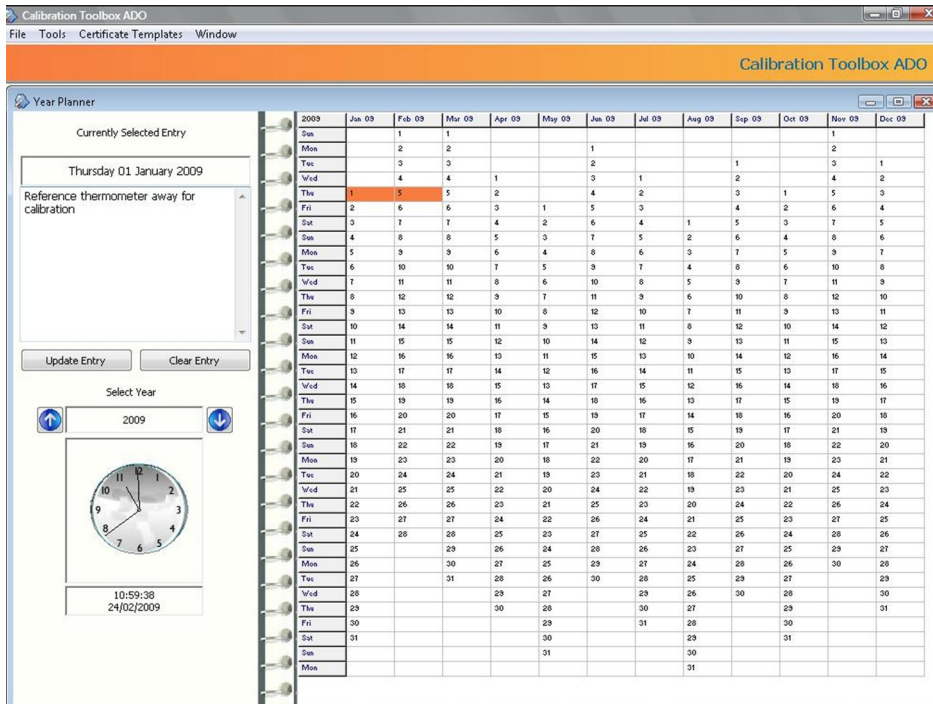 Calibration Toolbox ADO
File Tools Certificate Templates Window
Calibration Toolbox ADO
Year Planner
Currently Selected Entry
Thursday 01 January 2009
Reference thermometer away for
calibration
Update Entry Clear Entry
Select Year
2009
12 1 2 3 4 5 6 7 8 9 10 11
10:59:38
24/02/2009
2009 Jan 09 Feb 09 Mar 09 Apr 09 May 09 Jun 09 Jul 09 Aug 09 Sep 09 Oct 09 Nov 09 Dec 09
Sun 1 1 1
Mon 2 2 1 2
Tue 3 3 2 1 3 1
Wed 4 4 1 3 1 2 4 2
Thu 1 5 5 2 4 2 3 1 5 3
Fri 2 6 6 3 1 5 3 4 2 6 4
Sat 3 7 7 4 2 6 4 1 5 3 7 5
Sun 4 8 8 5 3 7 5 2 6 4 8 6
Mon 5 9 9 6 4 8 6 3 7 5 9 7
Tue 6 10 10 7 5 9 7 4 8 6 10 8
Wed 7 11 11 8 6 10 8 5 9 7 11 9
Thu 8 12 12 9 7 11 9 6 10 8 12 10
Fri 9 13 13 10 8 12 10 7 11 9 13 11
Sat 10 14 14 11 9 13 11 8 12 10 14 12
Sun 11 15 15 12 10 14 12 9 13 11 15 13
Mon 12 16 16 13 11 15 13 10 14 12 16 14
Tue 13 17 17 14 12 16 14 11 15 13 17 15
Wed 14 18 18 15 13 17 15 12 16 14 18 16
Thu 15 19 19 16 14 18 16 13 17 15 19 17
Fri 16 20 20 17 15 19 17 14 18 16 20 18
Sat 17 21 21 18 16 20 18 15 19 17 21 19
Sun 18 22 22 19 17 21 19 16 20 18 22 20
Mon 19 23 23 20 18 22 20 17 21 19 23 21
Tue 20 24 24 21 19 23 21 18 22 20 24 22
Wed 21 25 25 22 20 24 22 19 23 21 25 23
Thu 22 26 26 23 21 25 23 20 24 22 26 24
Fri 23 27 27 24 22 26 24 21 25 23 27 25
Sat 24 28 28 25 23 27 25 22 26 24 28 26
Sun 25 29 26 24 28 26 23 27 25 29 27
Mon 26 30 27 25 29 27 24 28 26 30 28
Tue 27 31 28 26 30 28 25 29 27 29
Wed 28 29 27 29 26 30 28 30
Thu 29 30 28 30 27 29 31
Fri 30 29 31 28 30
Sat 31 30 29 31
Sun 31 30
Mon 31